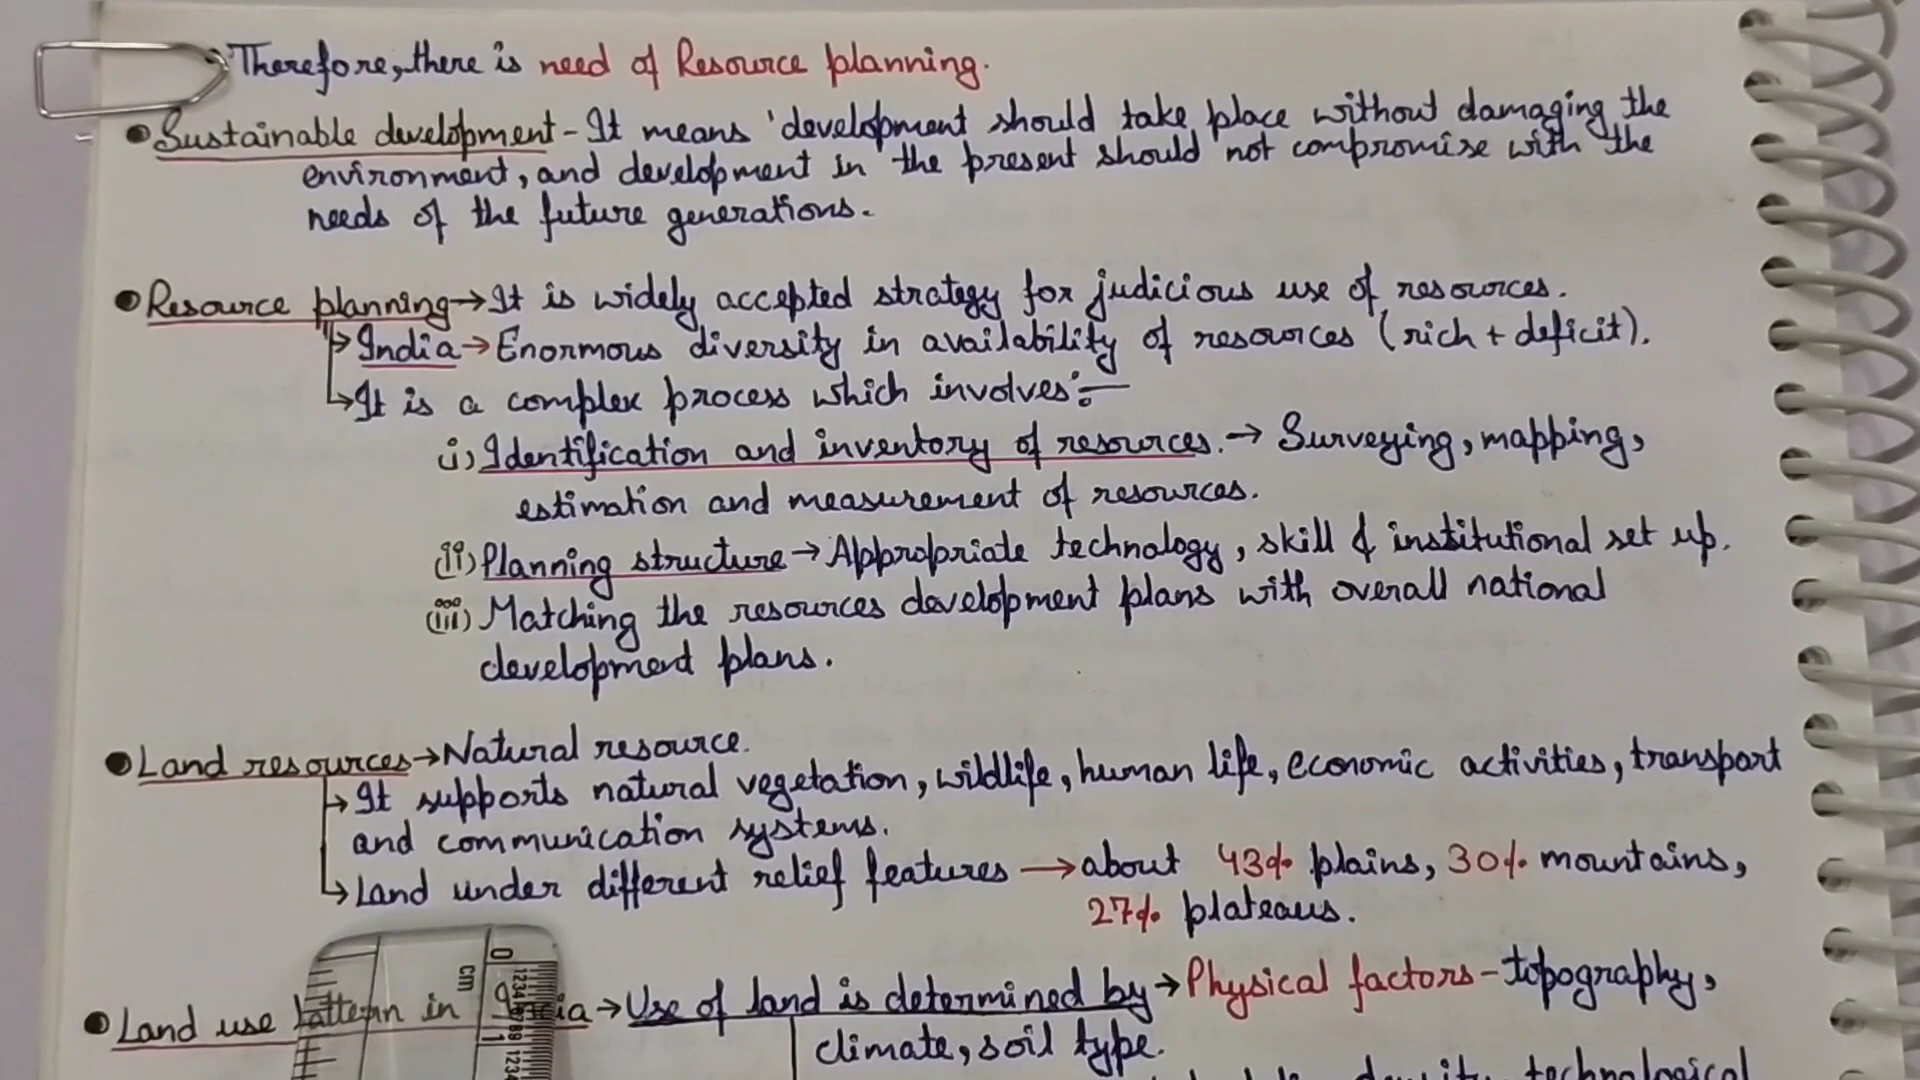 Therefore, there is need of Resource planning.
● Sustainable development - It means 'development should take place without damaging the
environment, and development in the present should not compromise with the
needs of the future generations.
● Resource planning → It is widely accepted strategy for judicious use of resources.
↳ India → Enormous diversity in availability of resources (rich + deficit).
↳ It is a complex process which involves :-
(i) Identification and inventory of resources. → Surveying, mapping,
estimation and measurement of resources.
(ii) Planning structure → Appropriate technology, skill & institutional set up.
(iii) Matching the resources development plans with overall national
development plans.
● Land resources → Natural resource.
↳ It supports natural vegetation, wildlife, human life, economic activities, transport
and communication systems.
↳ Land under different relief features → about 43% plains, 30% mountains,
27% plateaus.
cm 0
● Land use Pattern in India → Use of land is determined by → Physical factors - topography,
climate, soil type.
density, technological